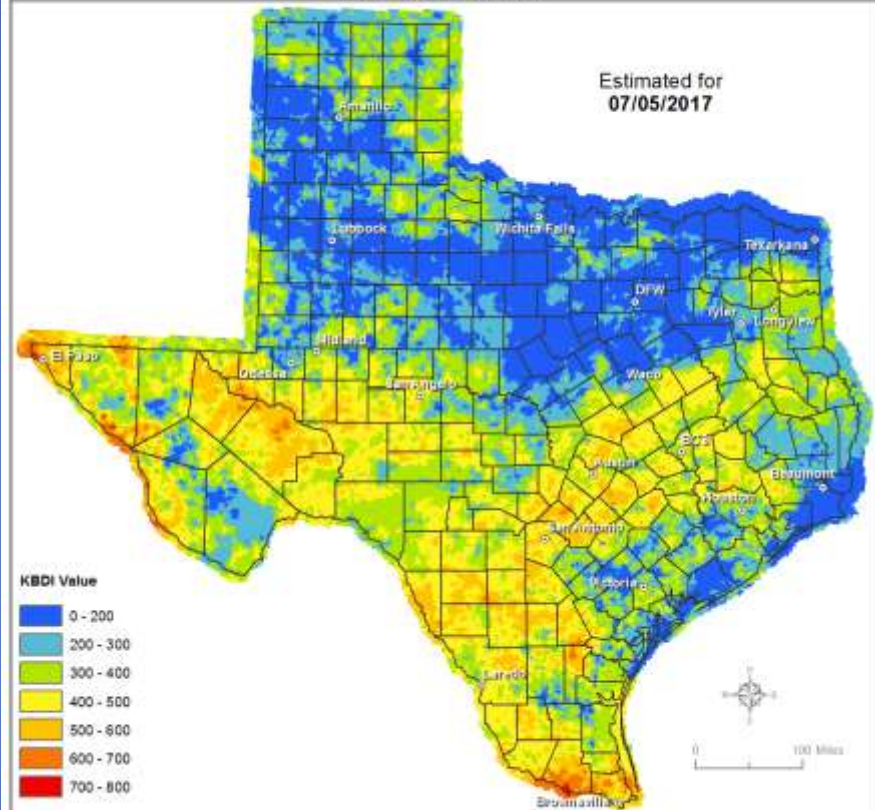 Estimated for
07/05/2017
Amarillo
Lubbock
Wichita Falls
Texarkana
DFW
Tyler
Longview
Midland
El Paso
Odessa
San Angelo
Waco
BCS
Austin
Beaumont
Houston
San Antonio
Victoria
KBDI Value
0 - 200
200 - 300
300 - 400
Laredo
400 - 500
500 - 600
600 - 700
0 100 Miles
700 - 800
Brownsville